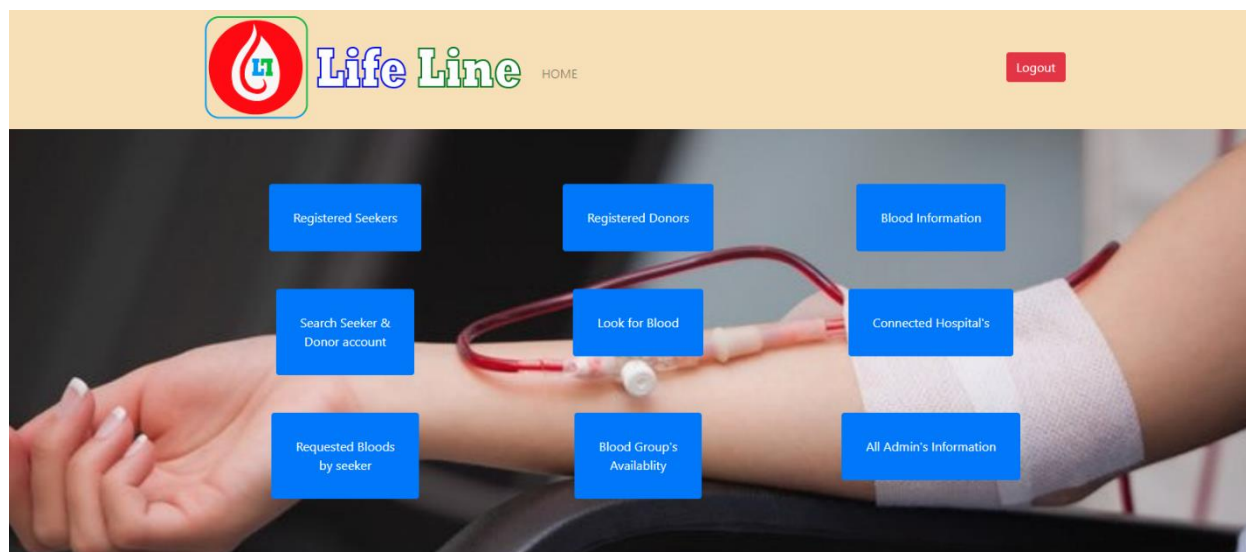 LL
Life Line
HOME
Logout
Registered Seekers
Registered Donors
Blood Information
Search Seeker &
Donor account
Look for Blood
Connected Hospital's
Requested Bloods
by seeker
Blood Group's
Availablity
All Admin's Information